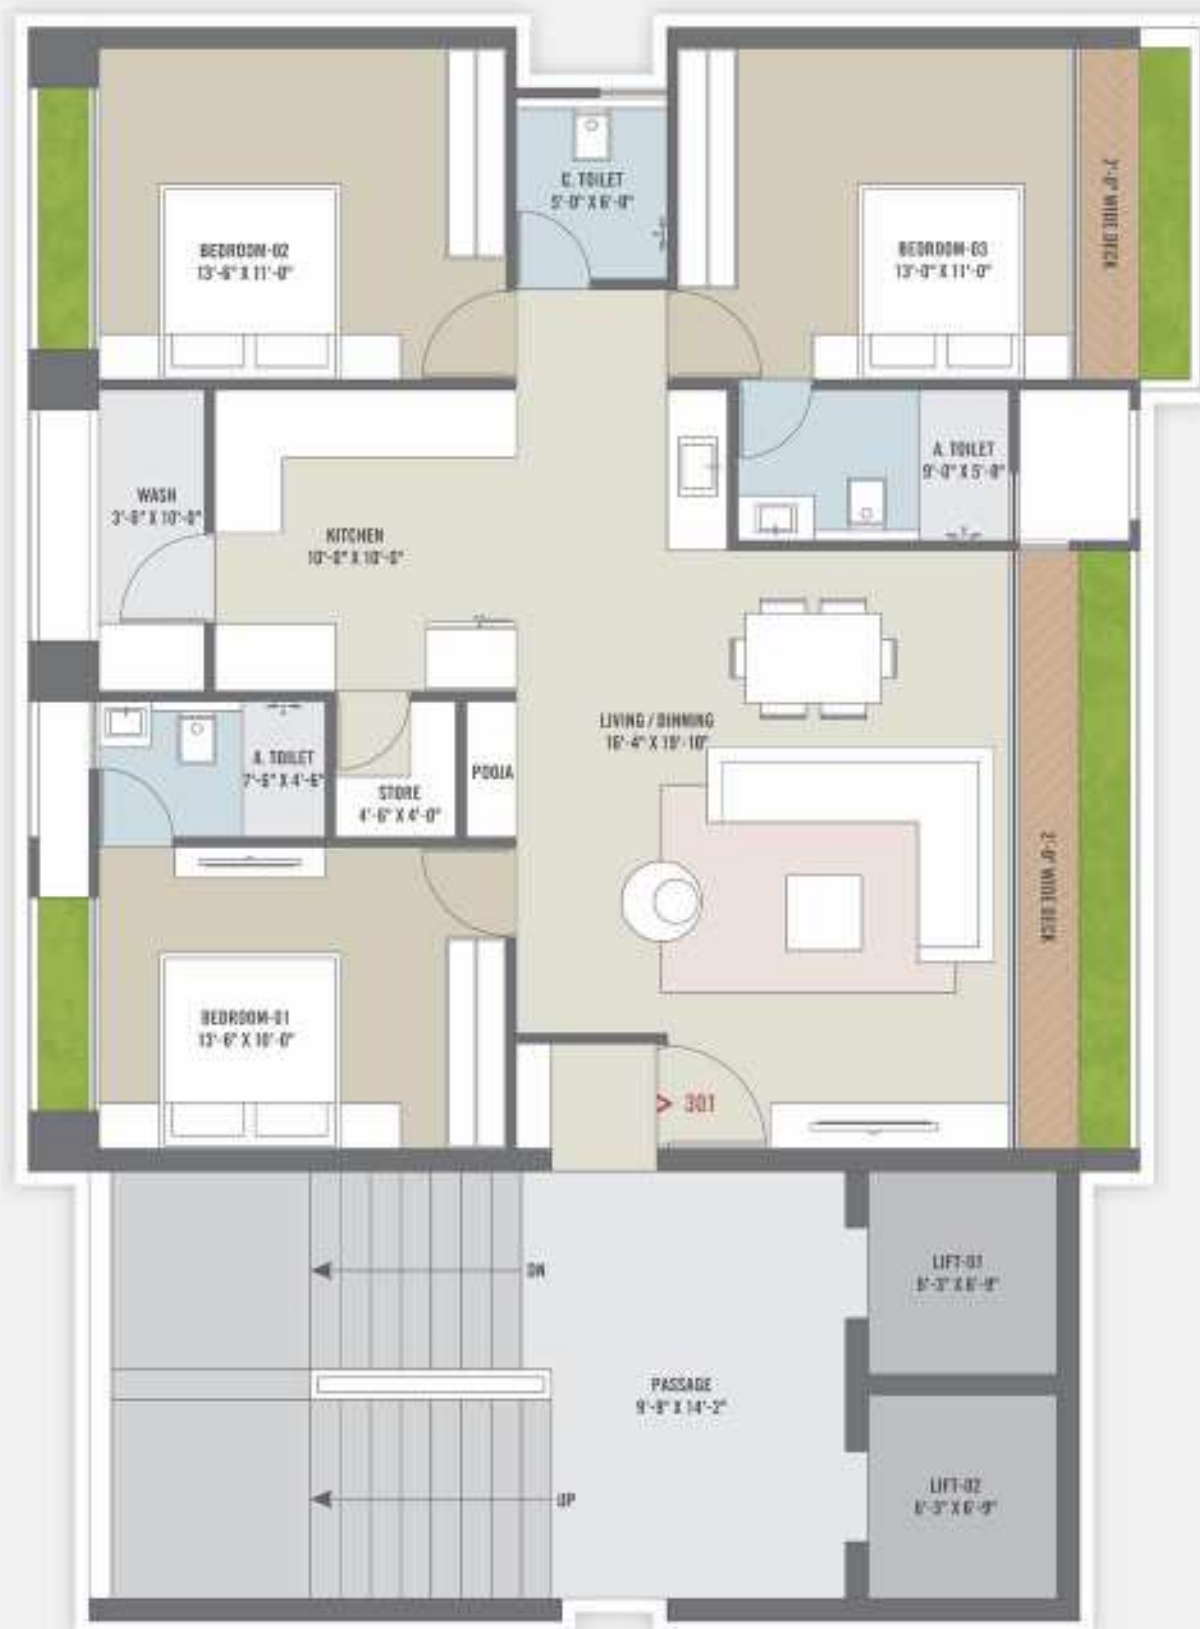 C. TOILET
5'-0" X 6'-0"
BEDROOM-02
13'-6" X 11'-0"
BEDROOM-03
13'-0" X 11'-0"
2'-0" WIDE DECK
WASH
3'-6" X 10'-0"
KITCHEN
10'-0" X 10'-0"
A. TOILET
9'-0" X 5'-0"
LIVING / DINNING
16'-4" X 19'-10"
A. TOILET
7'-6" X 4'-6"
STORE
4'-6" X 4'-0"
POOJA
2'-0" WIDE DECK
BEDROOM-01
13'-6" X 10'-0"
> 301
DN
LIFT-01
6'-3" X 6'-9"
PASSAGE
9'-9" X 14'-2"
UP
LIFT-02
6'-3" X 6'-9"